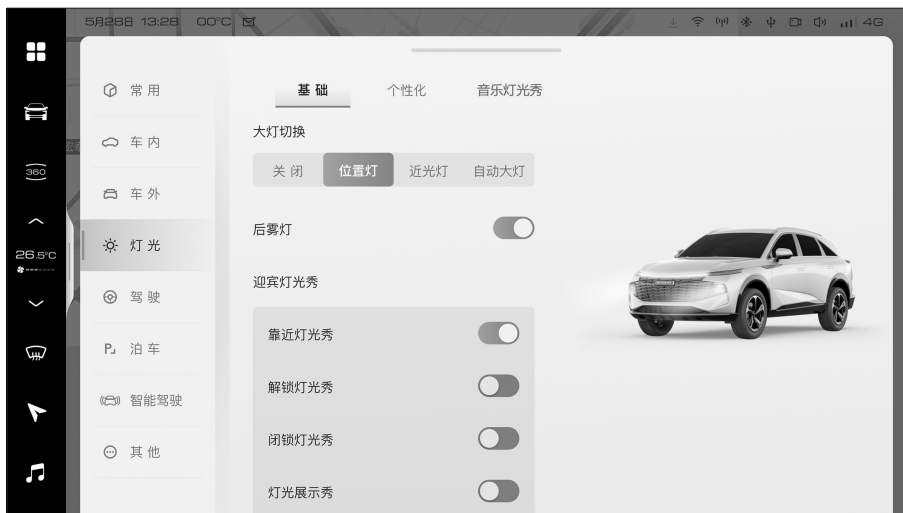 5月28日 13:28 00°C 4G
360
26.5°C
常用
车内
车外
灯光
驾驶
P 泊车
智能驾驶
其他
基础 个性化 音乐灯光秀
大灯切换
关闭 位置灯 近光灯 自动大灯
后雾灯
迎宾灯光秀
靠近灯光秀
解锁灯光秀
闭锁灯光秀
灯光展示秀